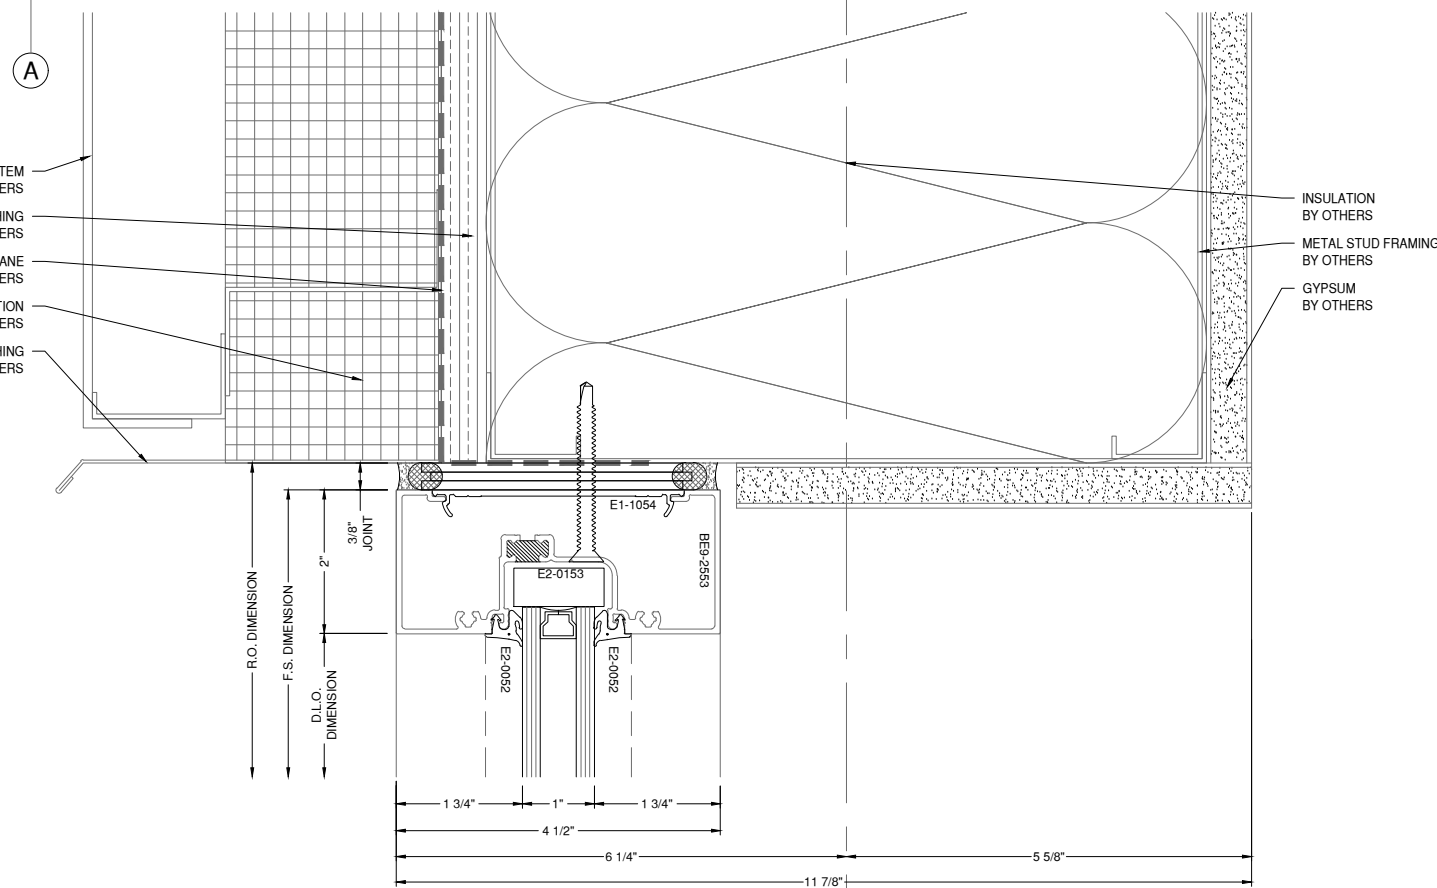 A
TEM
ERS
HING
ERS
ANE
ERS
TION
ERS
HING
ERS
INSULATION
BY OTHERS
METAL STUD FRAMING
BY OTHERS
GYPSUM
BY OTHERS
E1-1054
BE9-2553
E2-0153
E2-0052
E2-0052
3/8"
JOINT
2"
R.O. DIMENSION
F.S. DIMENSION
D.L.O.
DIMENSION
1 3/4"
1"
1 3/4"
4 1/2"
6 1/4"
5 5/8"
11 7/8"